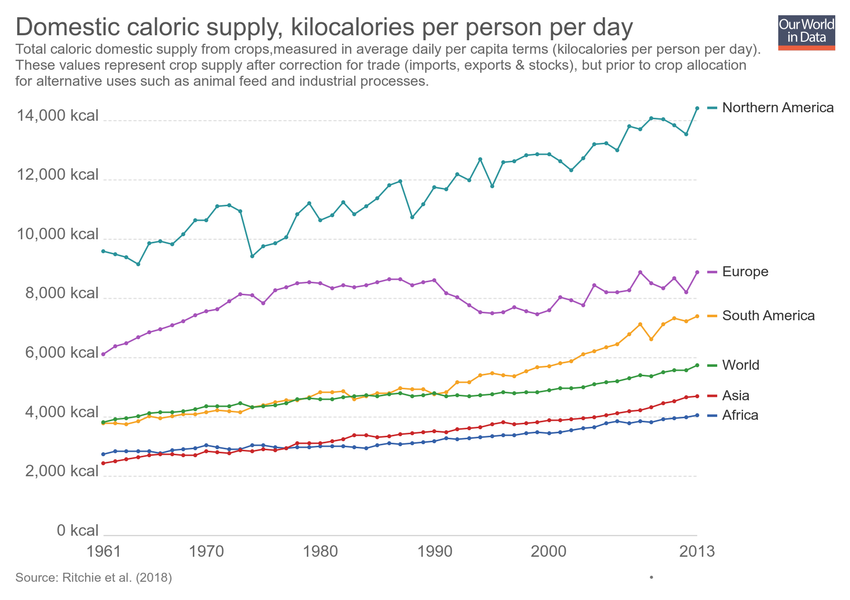 Domestic caloric supply, kilocalories per person per day
Our World
in Data
Total caloric domestic supply from crops,measured in average daily per capita terms (kilocalories per person per day).
These values represent crop supply after correction for trade (imports, exports & stocks), but prior to crop allocation
for alternative uses such as animal feed and industrial processes.
14,000 kcal
12,000 kcal
10,000 kcal
8,000 kcal
6,000 kcal
4,000 kcal
2,000 kcal
0 kcal
Northern America
Europe
South America
World
Asia
Africa
1961 1970 1980 1990 2000 2013
Source: Ritchie et al. (2018)